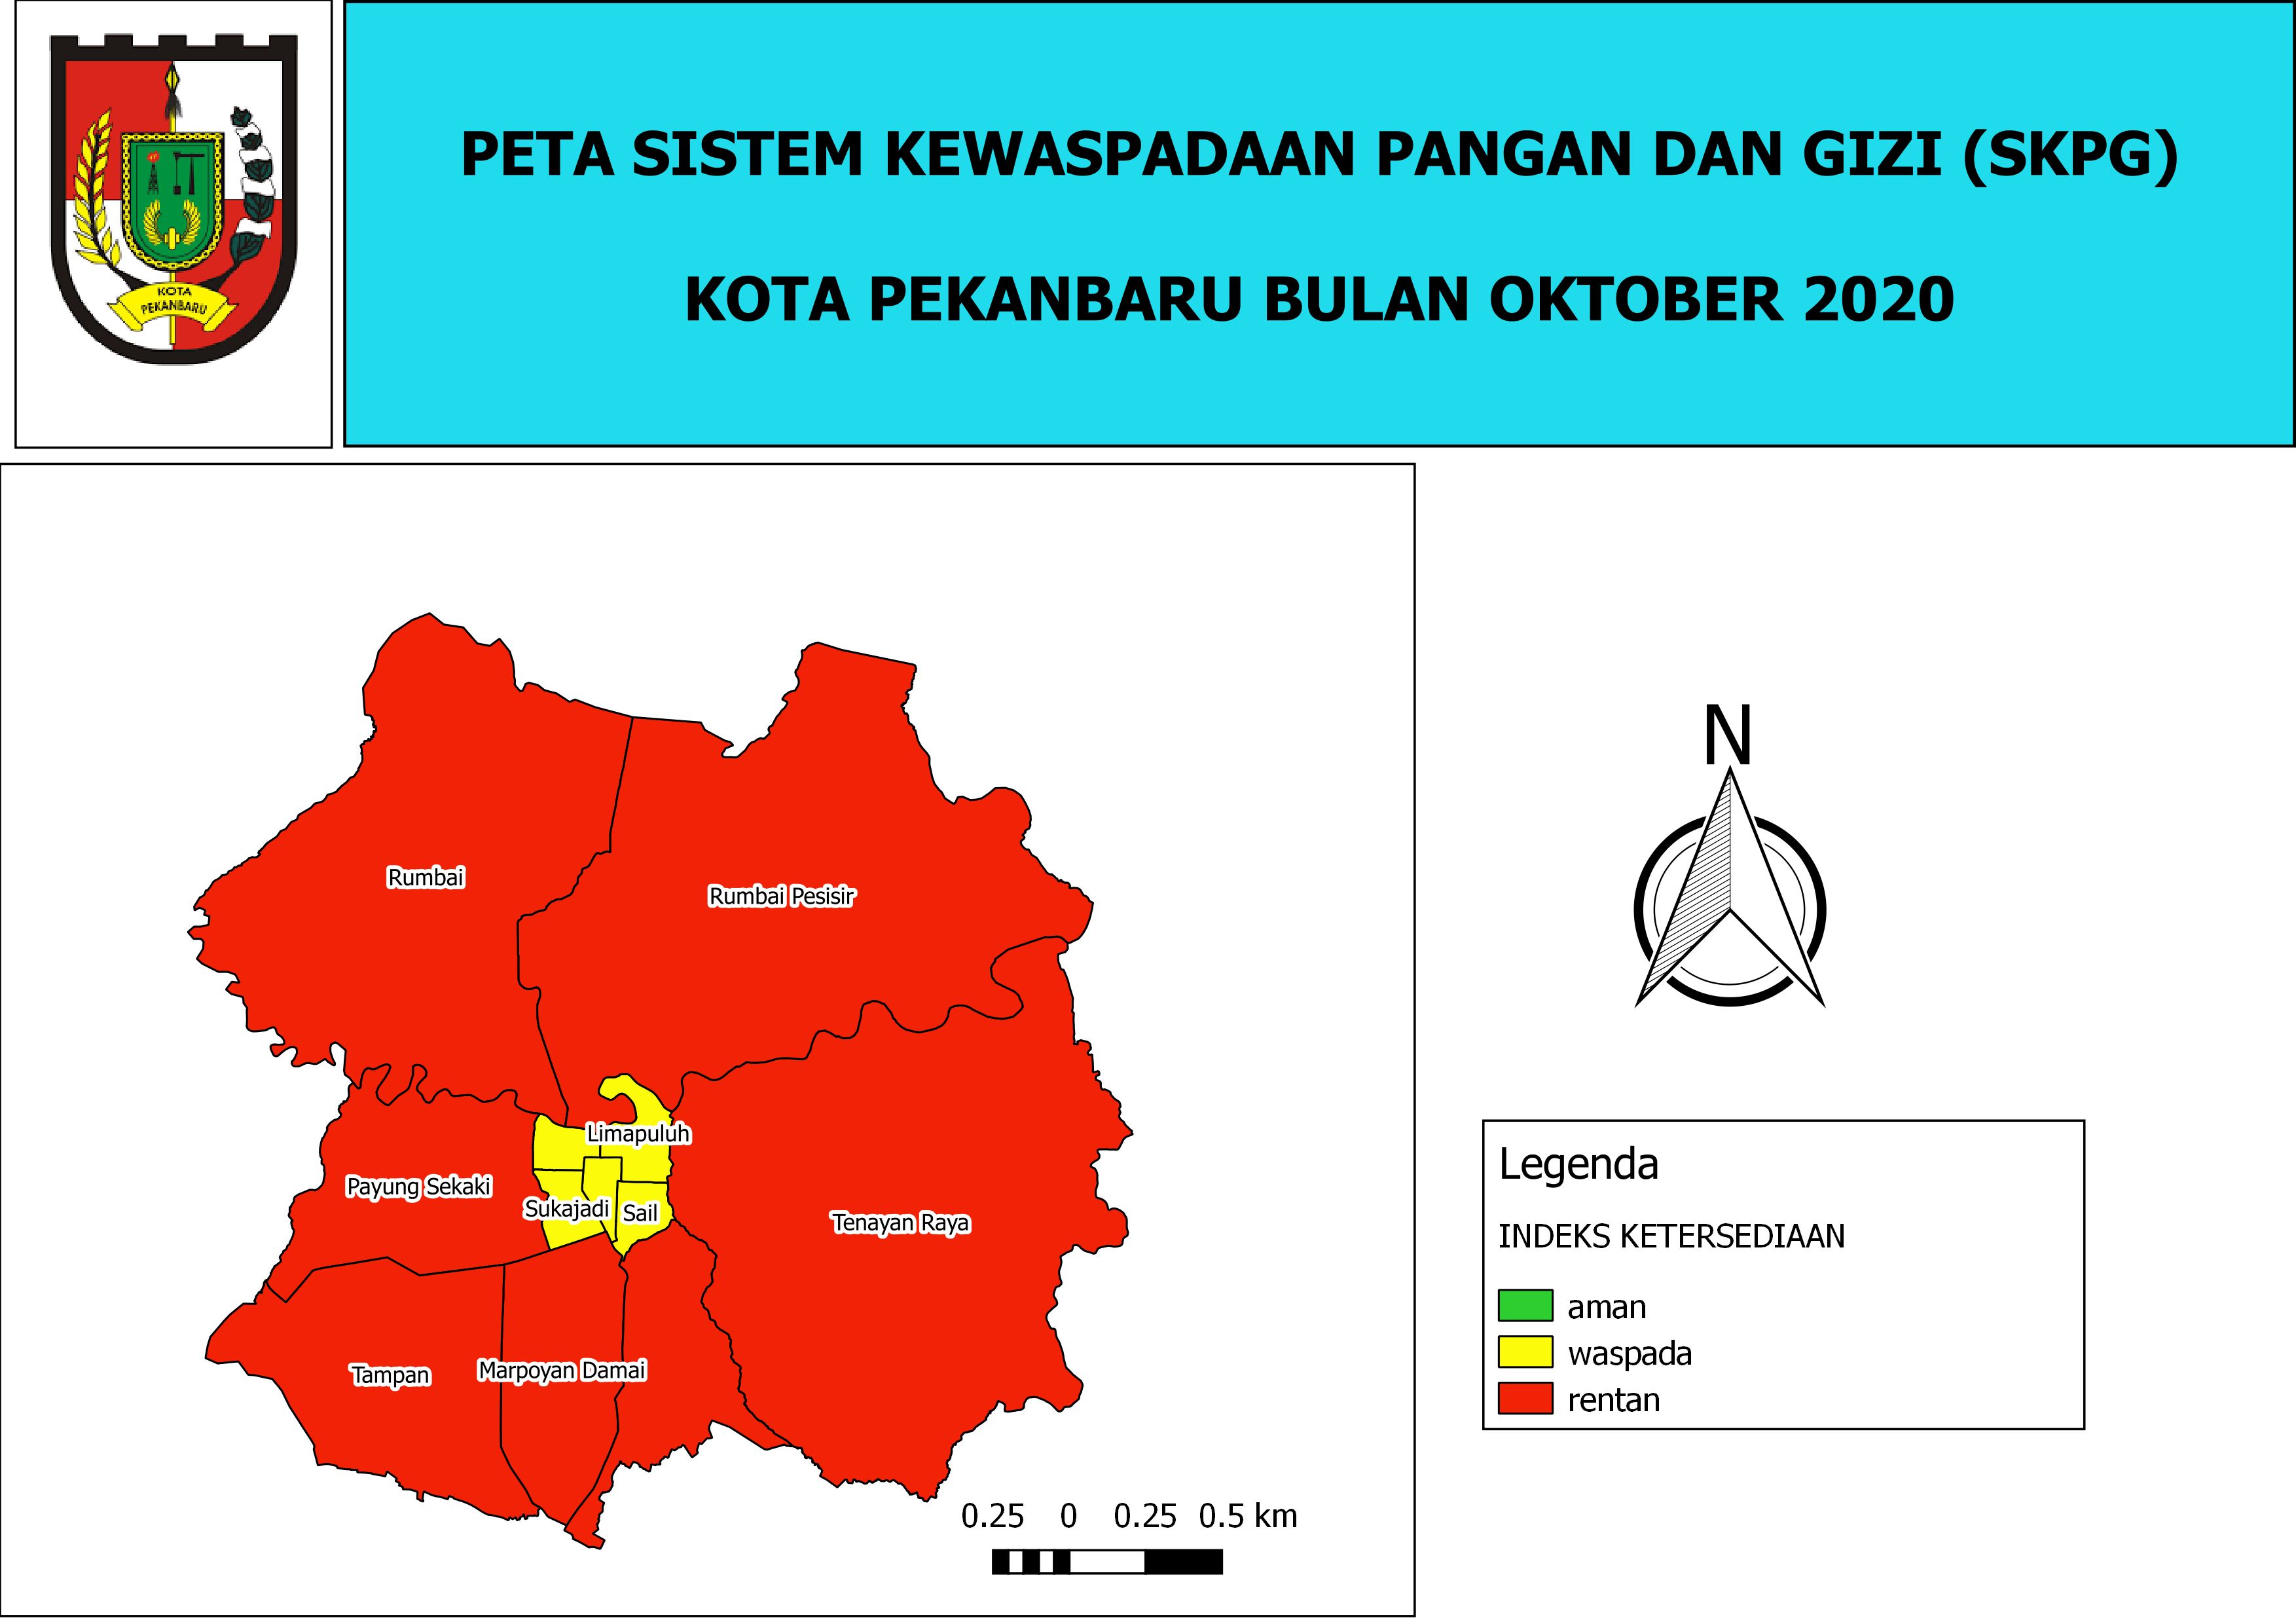 KOTA
PEKANBARU
PETA SISTEM KEWASPADAAN PANGAN DAN GIZI (SKPG)
KOTA PEKANBARU BULAN OKTOBER 2020
Rumbai
Rumbai Pesisir
Limapuluh
Payung Sekaki
Sukajadi
Sail
Tenayan Raya
Tampan
Marpoyan Damai
0.25 0 0.25 0.5 km
N
Legenda
INDEKS KETERSEDIAAN
aman
waspada
rentan